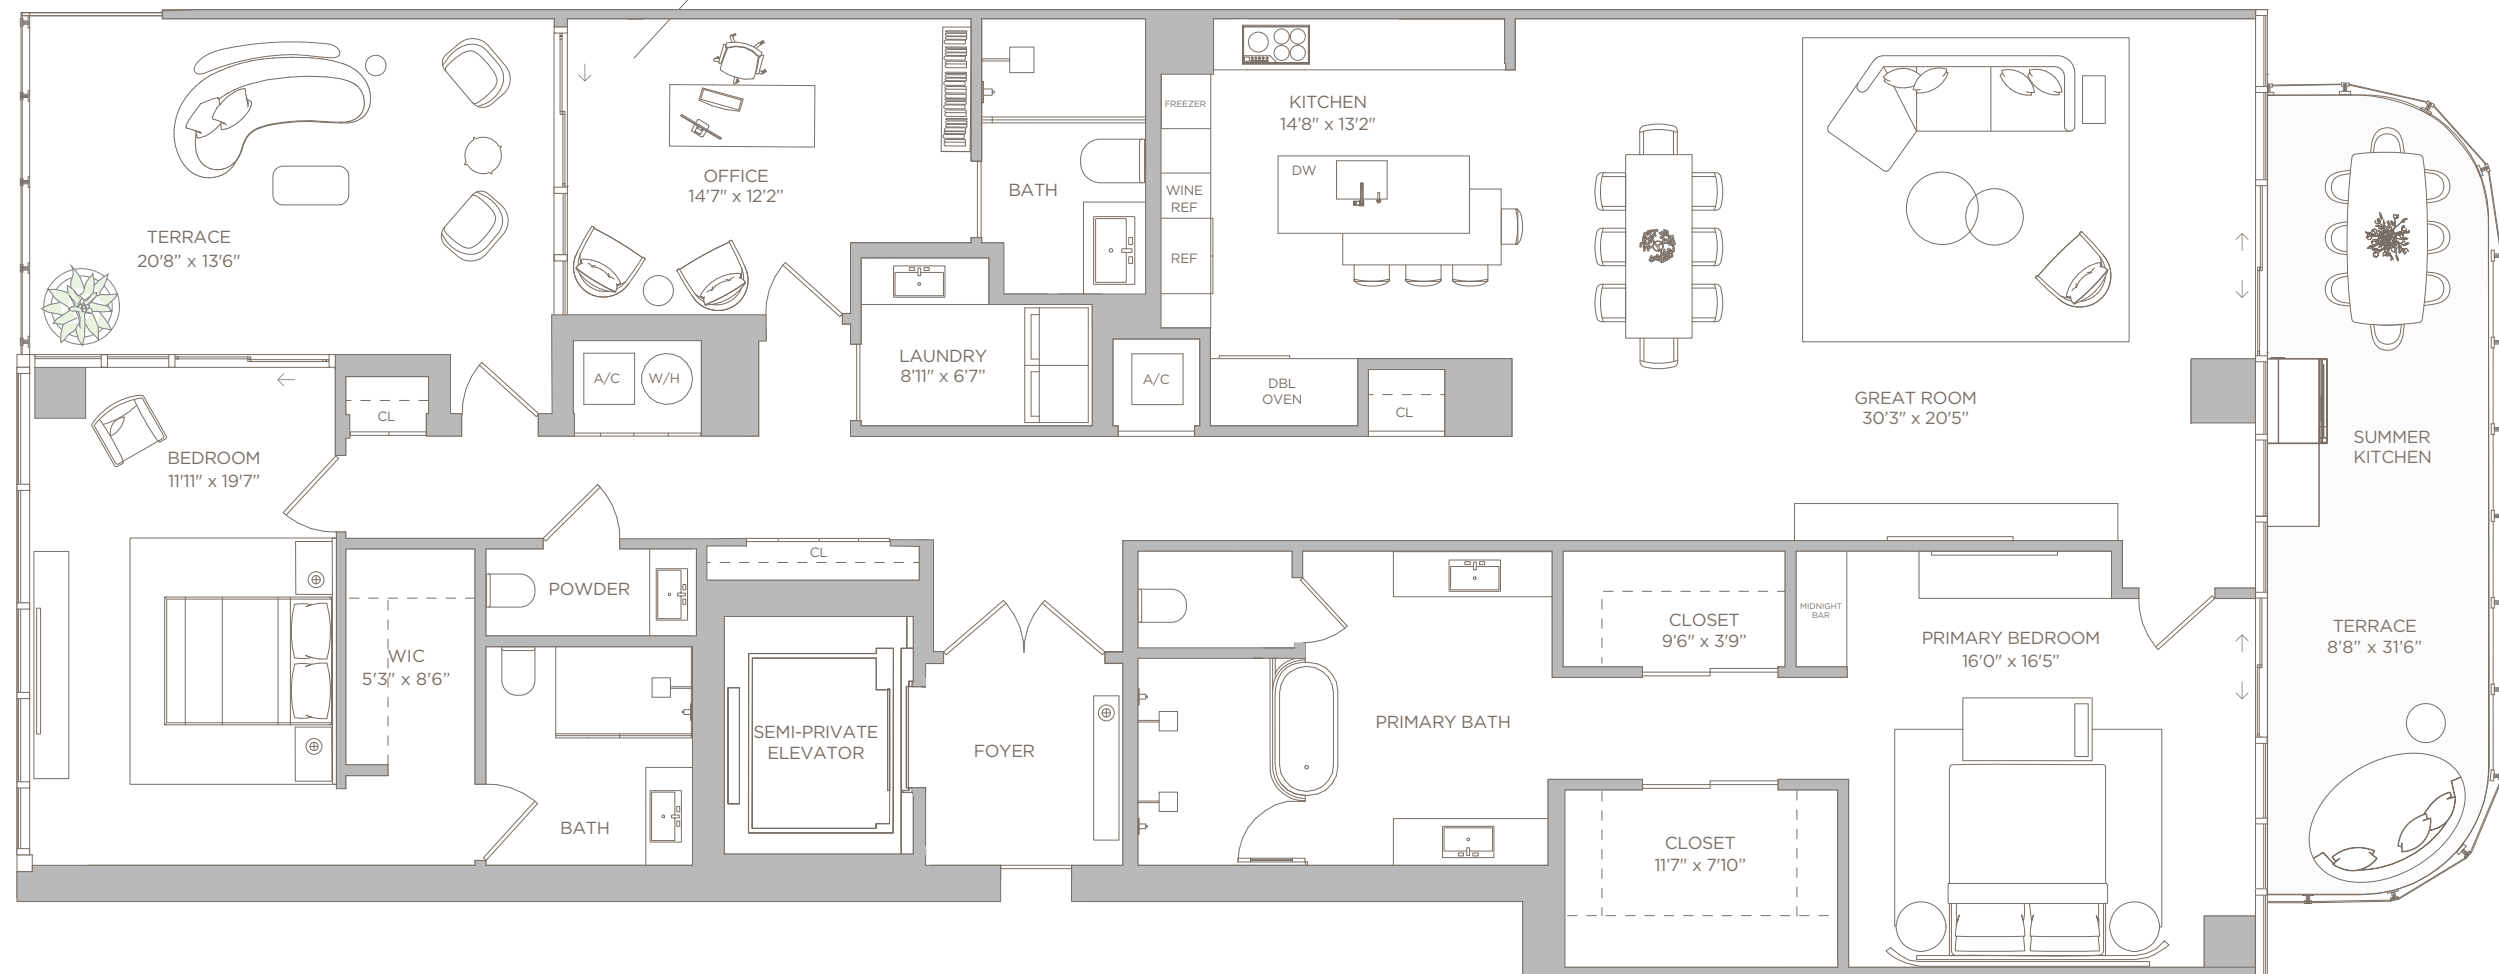 TERRACE
20'8" x 13'6"
OFFICE
14'7" x 12'2"
BATH
FREEZER
WINE
REF
REF
KITCHEN
14'8" x 13'2"
DW
LAUNDRY
8'11" x 6'7"
A/C
W/H
A/C
DBL
OVEN
CL
CL
GREAT ROOM
30'3" x 20'5"
SUMMER
KITCHEN
BEDROOM
11'11" x 19'7"
WIC
5'3" x 8'6"
POWDER
CL
BATH
SEMI-PRIVATE
ELEVATOR
FOYER
PRIMARY BATH
CLOSET
9'6" x 3'9"
MIDNIGHT
BAR
PRIMARY BEDROOM
16'0" x 16'5"
TERRACE
8'8" x 31'6"
CLOSET
11'7" x 7'10"